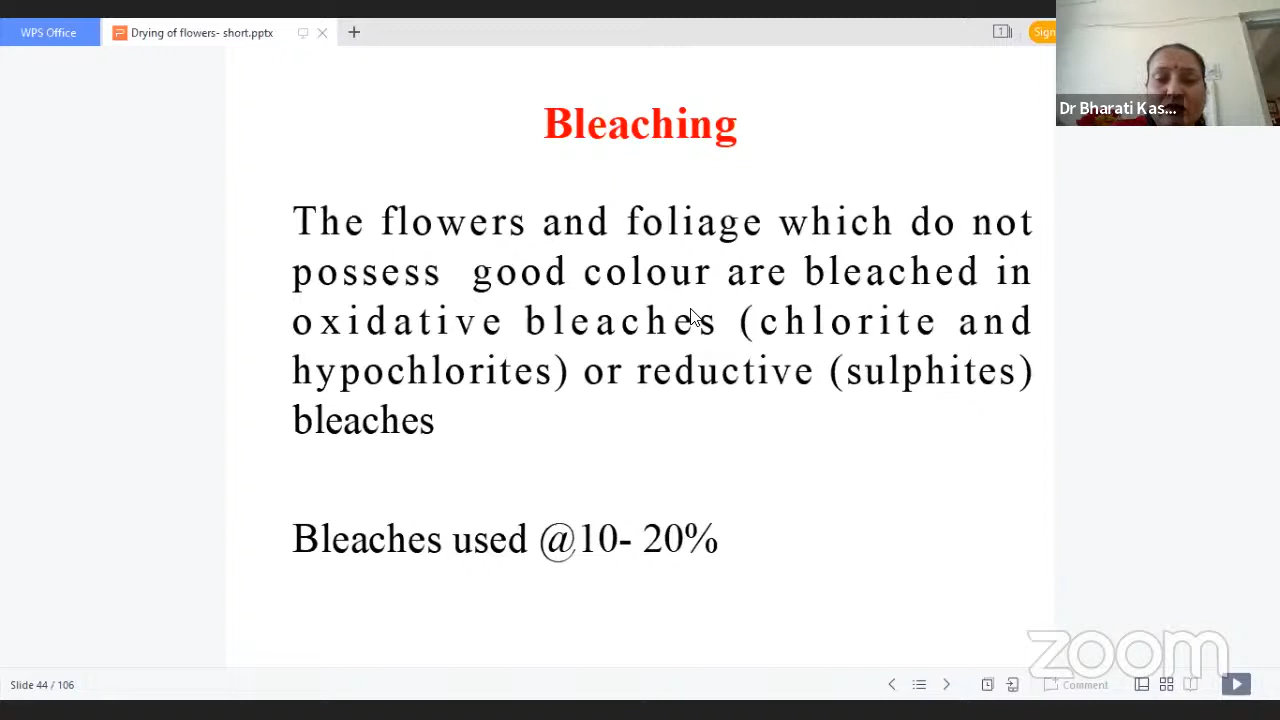 WPS Office
Drying of flowers- short.pptx
1
Sign
Dr Bharati Kas...
Bleaching
The flowers and foliage which do not
possess good colour are bleached in
oxidative bleaches (chlorite and
hypochlorites) or reductive (sulphites)
bleaches
Bleaches used @10- 20%
zoom
Slide 44 / 106
Comment